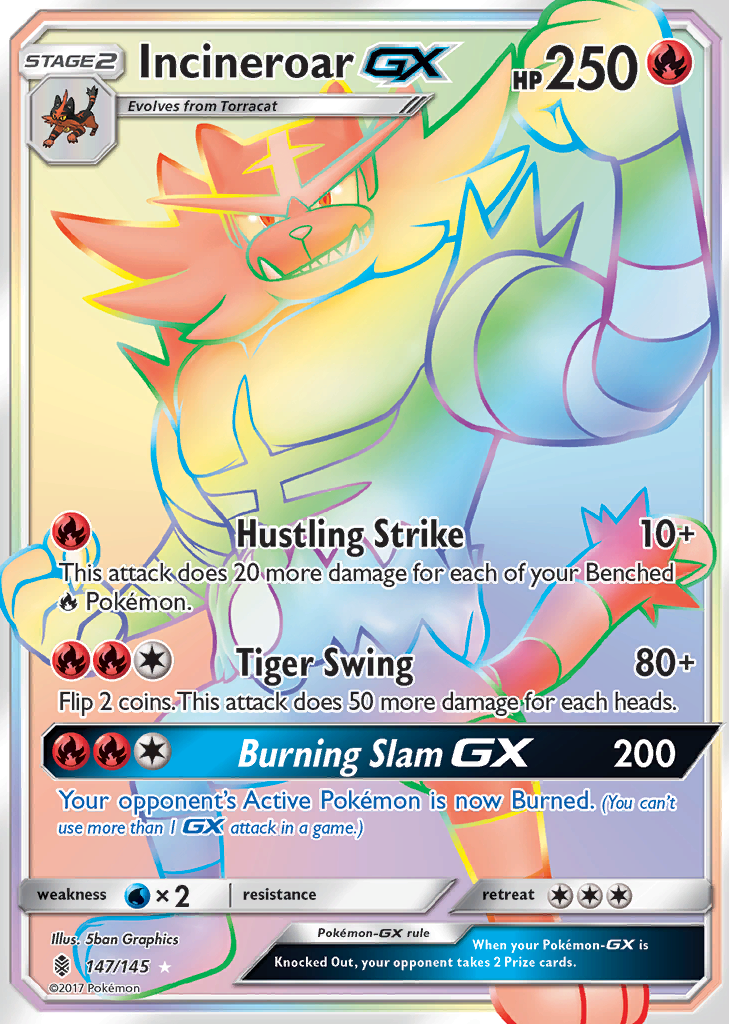 STAGE 2
Incineroar GX
HP 250
Evolves from Torracat
Hustling Strike 10+
This attack does 20 more damage for each of your Benched
Pokémon.
Tiger Swing 80+
Flip 2 coins. This attack does 50 more damage for each heads.
Burning Slam GX 200
Your opponent's Active Pokémon is now Burned. (You can't
use more than 1 GX attack in a game.)
weakness ×2 resistance retreat
Illus. 5ban Graphics
147/145
©2017 Pokémon
Pokémon-GX rule
When your Pokémon-GX is
Knocked Out, your opponent takes 2 Prize cards.